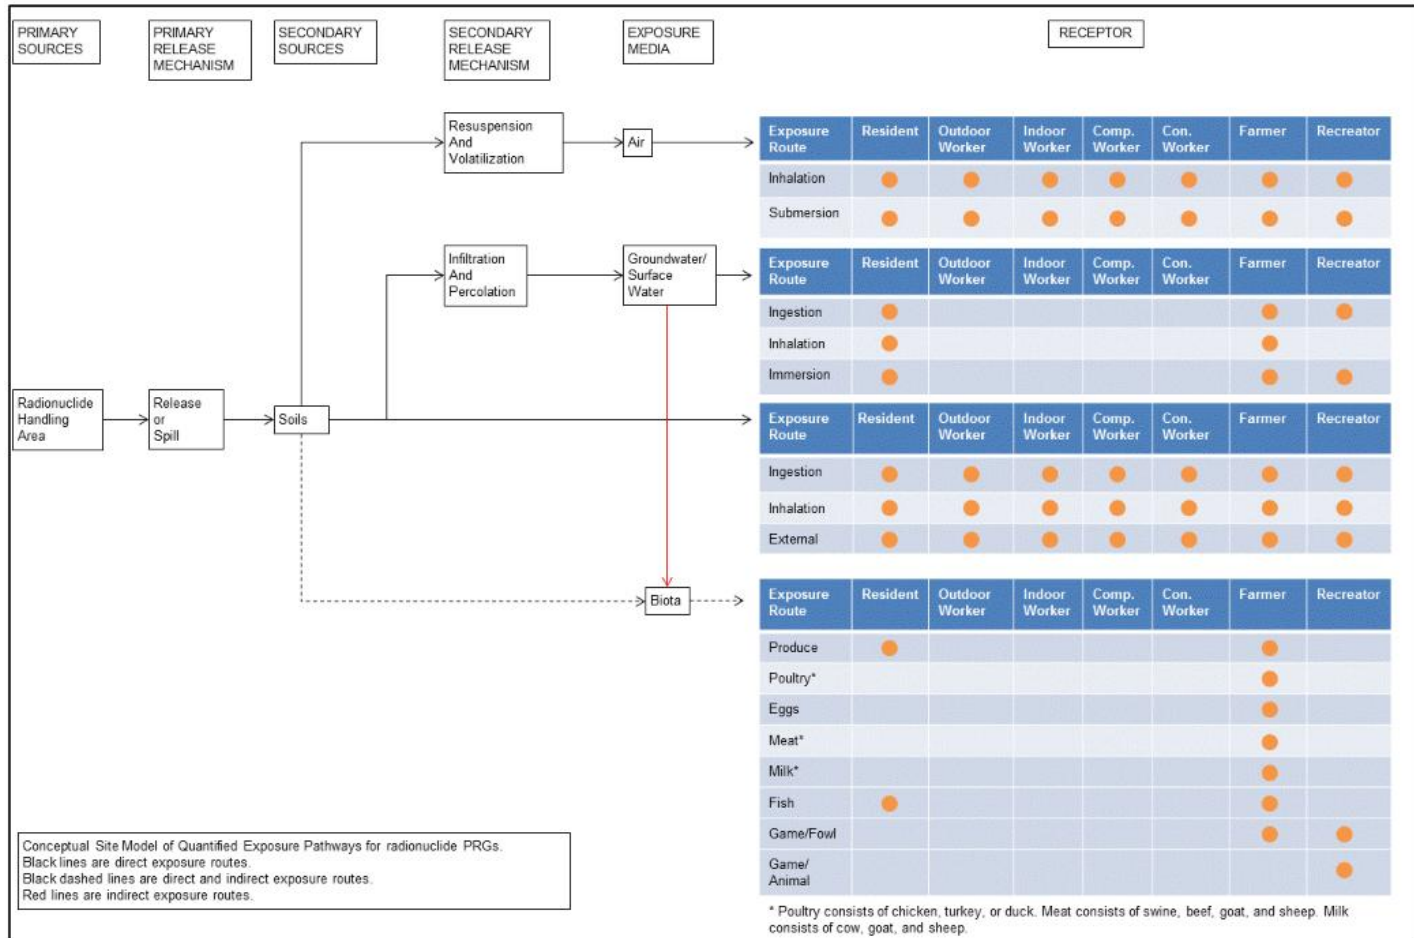 PRIMARY
SOURCES
PRIMARY
RELEASE
MECHANISM
SECONDARY
SOURCES
SECONDARY
RELEASE
MECHANISM
EXPOSURE
MEDIA
RECEPTOR
Resuspension
And
Volatilization
Air
Exposure
Route
Resident
Outdoor
Worker
Indoor
Worker
Comp.
Worker
Con.
Worker
Farmer
Recreator
Inhalation
Submersion
Infiltration
And
Percolation
Groundwater/
Surface
Water
Exposure
Route
Resident
Outdoor
Worker
Indoor
Worker
Comp.
Worker
Con.
Worker
Farmer
Recreator
Ingestion
Inhalation
Immersion
Radionuclide
Handling
Area
Release
or
Spill
Soils
Exposure
Route
Resident
Outdoor
Worker
Indoor
Worker
Comp.
Worker
Con.
Worker
Farmer
Recreator
Ingestion
Inhalation
External
Biota
Exposure
Route
Resident
Outdoor
Worker
Indoor
Worker
Comp.
Worker
Con.
Worker
Farmer
Recreator
Produce
Poultry*
Eggs
Meat*
Milk*
Fish
Game/Fowl
Game/
Animal
Conceptual Site Model of Quantified Exposure Pathways for radionuclide PRGs.
Black lines are direct exposure routes.
Black dashed lines are direct and indirect exposure routes.
Red lines are indirect exposure routes.
* Poultry consists of chicken, turkey, or duck. Meat consists of swine, beef, goat, and sheep. Milk
consists of cow, goat, and sheep.